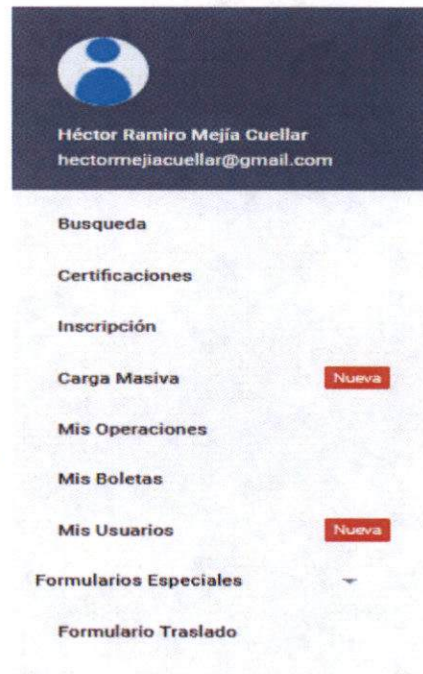 Héctor Ramiro Mejía Cuellar
hectormejiacuellar@gmail.com
Busqueda
Certificaciones
Inscripción
Carga Masiva Nueva
Mis Operaciones
Mis Boletas
Mis Usuarios Nueva
Formularios Especiales
Formulario Traslado